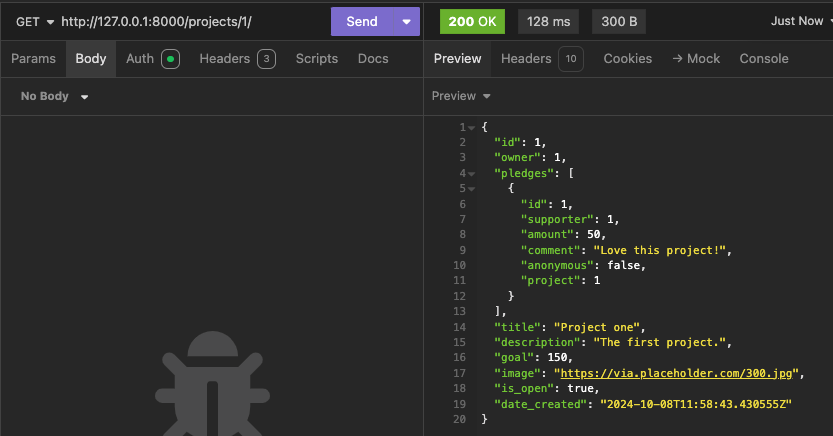 GET http://127.0.0.1:8000/projects/1/ Send 200 OK 128 ms 300 B Just Now
Params Body Auth Headers 3 Scripts Docs Preview Headers 10 Cookies → Mock Console
No Body Preview
1 {
2 "id": 1,
3 "owner": 1,
4 "pledges": [
5 {
6 "id": 1,
7 "supporter": 1,
8 "amount": 50,
9 "comment": "Love this project!",
10 "anonymous": false,
11 "project": 1
12 }
13 ],
14 "title": "Project one",
15 "description": "The first project.",
16 "goal": 150,
17 "image": "https://via.placeholder.com/300.jpg",
18 "is_open": true,
19 "date_created": "2024-10-08T11:58:43.430555Z"
20 }